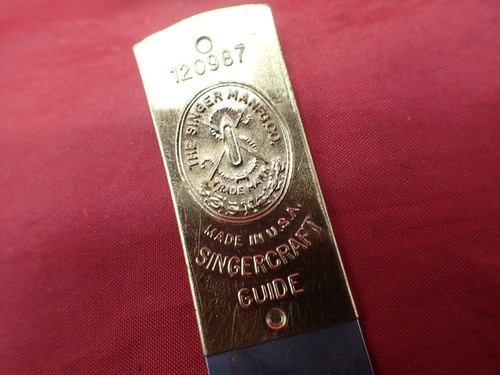 120987
THE SINGER MANFG. CO.
TRADE MARK
MADE IN U.S.A.
SINGERCRAFT
GUIDE